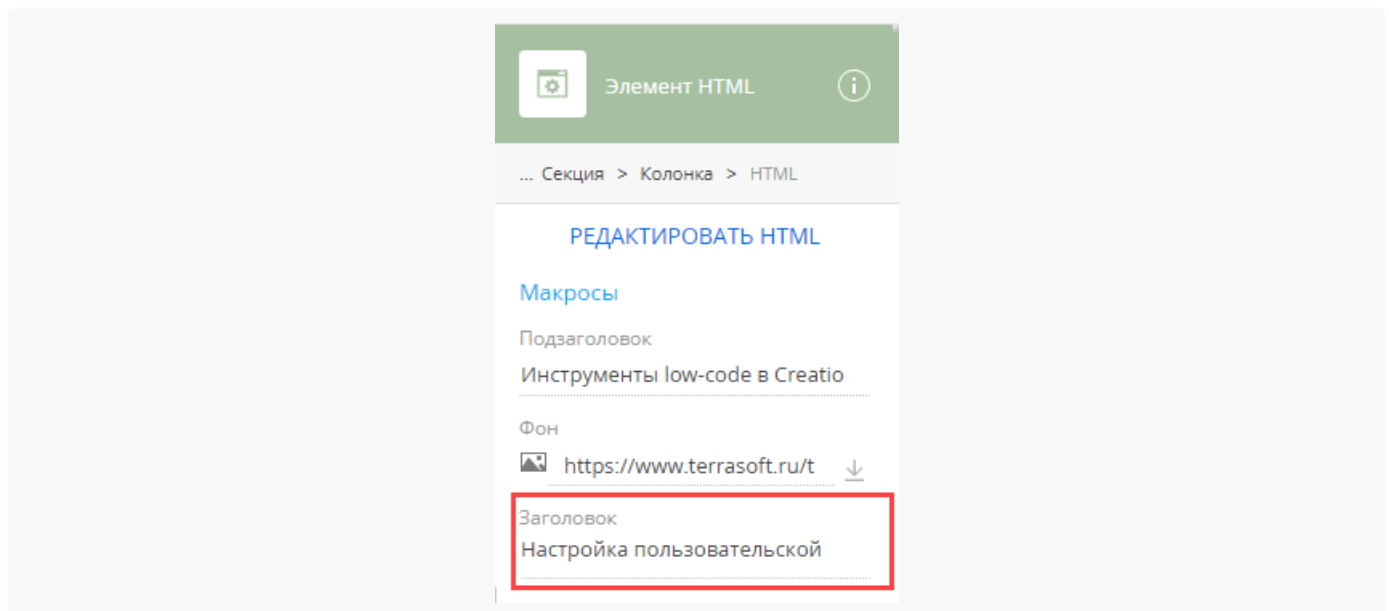 Элемент HTML
... Секция > Колонка > HTML
РЕДАКТИРОВАТЬ HTML
Макросы
Подзаголовок
Инструменты low-code в Creatio
Фон
https://www.terrasoft.ru/t
Заголовок
Настройка пользовательской